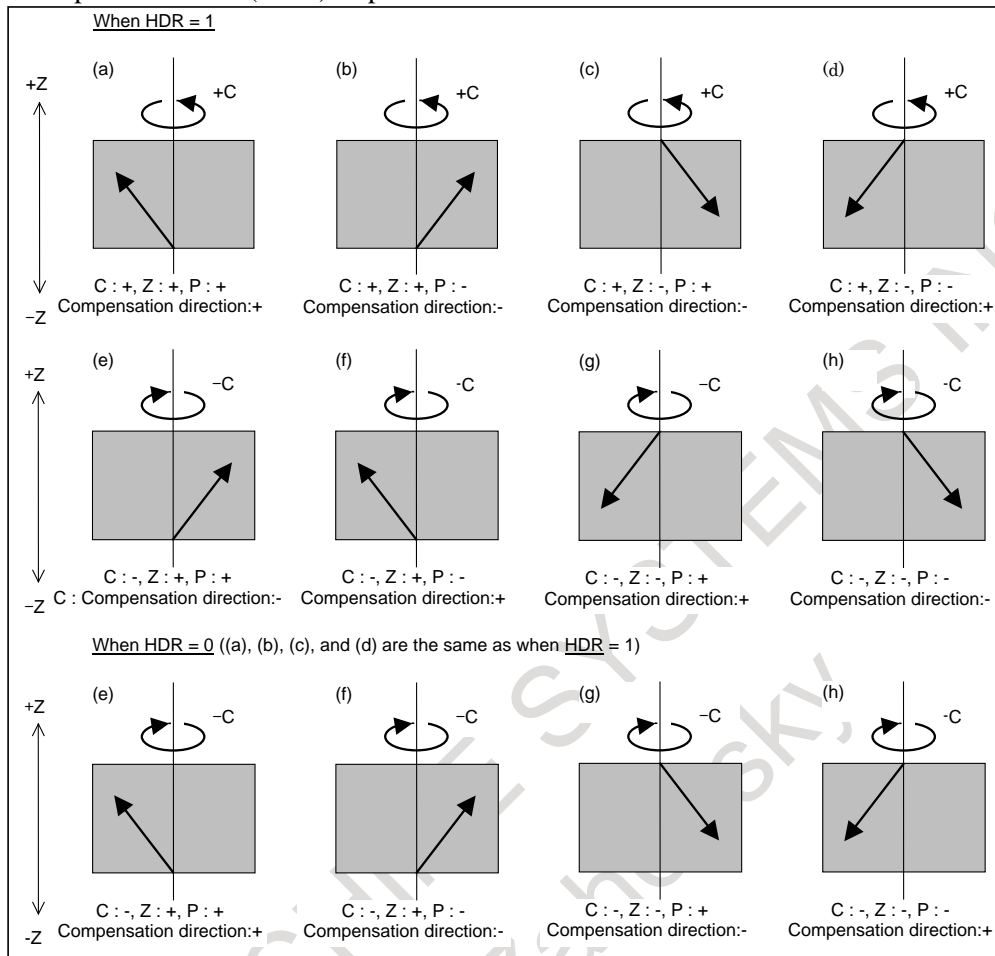 When HDR = 1
(a) (b) (c) (d)
+Z +C +C +C +C
C : +, Z : +, P : + C : +, Z : +, P : - C : +, Z : -, P : + C : +, Z : -, P : -
Compensation direction:+ Compensation direction:- Compensation direction:- Compensation direction:+
−Z
(e) (f) (g) (h)
+Z −C -C −C -C
C : -, Z : +, P : + C : -, Z : +, P : - C : -, Z : -, P : + C : -, Z : -, P : -
−Z C : Compensation direction:- Compensation direction:+ Compensation direction:+ Compensation direction:-
When HDR = 0 ((a), (b), (c), and (d) are the same as when HDR = 1)
(e) (f) (g) (h)
+Z −C −C −C -C
C : -, Z : +, P : + C : -, Z : +, P : - C : -, Z : -, P : + C : -, Z : -, P : -
-Z Compensation direction:+ Compensation direction:- Compensation direction:- Compensation direction:+